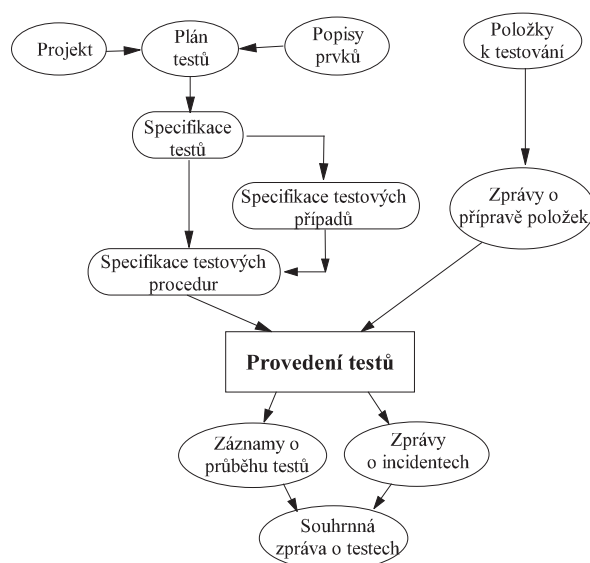 Projekt
Plán
testů
Popisy
prvků
Položky
k testování
Specifikace
testů
Specifikace testových
případů
Zprávy o
přípravě položek
Specifikace testových
procedur
Provedení testů
Záznamy o
průběhu testů
Zprávy
o incidentech
Souhrnná
zpráva o testech